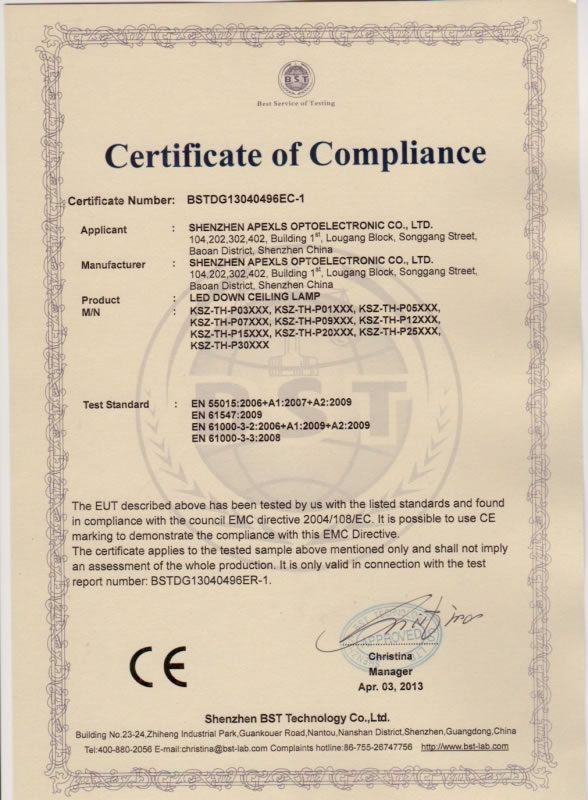 BST
Best Service of Testing
Certificate of Compliance
Certificate Number: BSTDG13040496EC-1
Applicant : SHENZHEN APEXLS OPTOELECTRONIC CO., LTD.
104,202,302,402, Building 1st, Lougang Block, Songgang Street,
Baoan District, Shenzhen China
Manufacturer : SHENZHEN APEXLS OPTOELECTRONIC CO., LTD.
104,202,302,402, Building 1st, Lougang Block, Songgang Street,
Baoan District, Shenzhen China
Product : LED DOWN CEILING LAMP
M/N : KSZ-TH-P03XXX, KSZ-TH-P01XXX, KSZ-TH-P05XXX,
KSZ-TH-P07XXX, KSZ-TH-P09XXX, KSZ-TH-P12XXX,
KSZ-TH-P15XXX, KSZ-TH-P20XXX, KSZ-TH-P25XXX,
KSZ-TH-P30XXX
BST
Test Standard : EN 55015:2006+A1:2007+A2:2009
EN 61547:2009
EN 61000-3-2:2006+A1:2009+A2:2009
EN 61000-3-3:2008
The EUT described above has been tested by us with the listed standards and found
in compliance with the council EMC directive 2004/108/EC. It is possible to use CE
marking to demonstrate the compliance with this EMC Directive.
The certificate applies to the tested sample above mentioned only and shall not imply
an assessment of the whole production. It is only valid in connection with the test
report number: BSTDG13040496ER-1.
APPROVED
CE
Christina
Manager
Apr. 03, 2013
Shenzhen BST Technology Co.,Ltd.
Building No.23-24,Zhiheng Industrial Park,Guankouer Road,Nantou,Nanshan District,Shenzhen,Guangdong,China
Tel:400-880-2056 E-mail:christina@bst-lab.com Complaints hotline:86-755-26747756 http://www.bst-lab.com